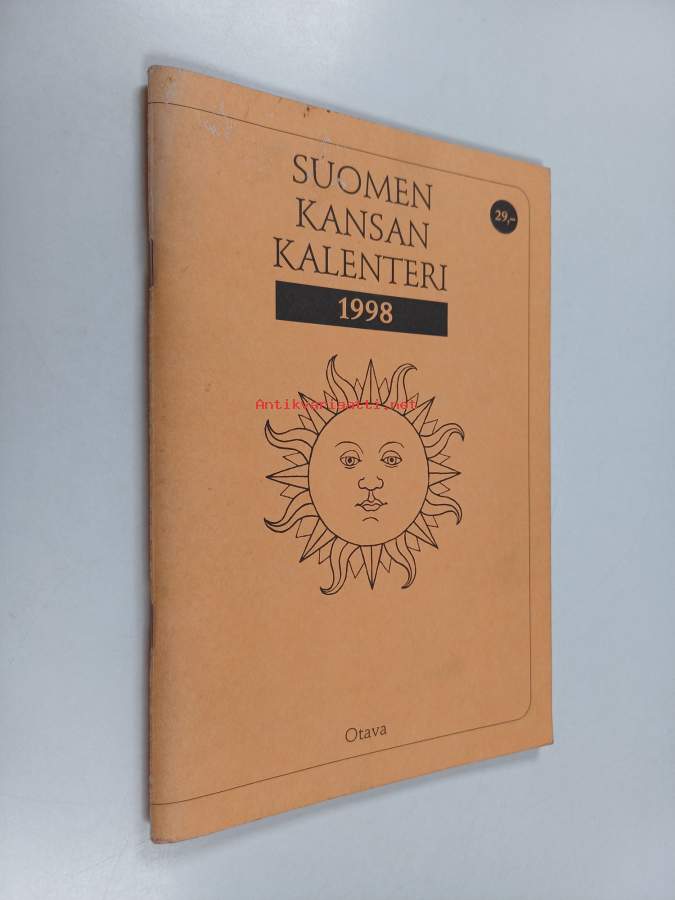 SUOMEN
KANSAN
KALENTERI
1998
29,-
Antikvariaatti.net
Otava